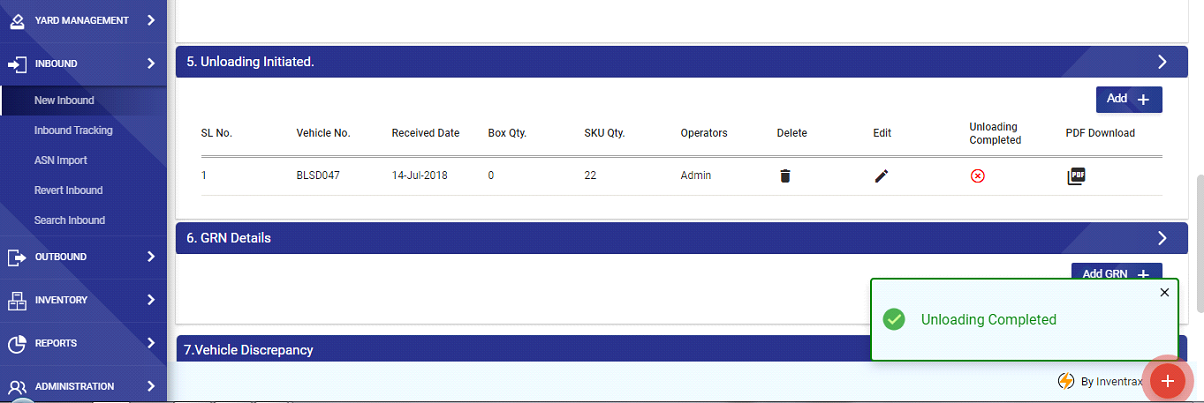 YARD MANAGEMENT
INBOUND
New Inbound
Inbound Tracking
ASN Import
Revert Inbound
Search Inbound
OUTBOUND
INVENTORY
REPORTS
ADMINISTRATION
5. Unloading Initiated.
Add +
SL No. Vehicle No. Received Date Box Qty. SKU Qty. Operators Delete Edit Unloading Completed PDF Download
1 BLSD047 14-Jul-2018 0 22 Admin PDF
6. GRN Details
Add GRN +
Unloading Completed
7.Vehicle Discrepancy
By Inventrax